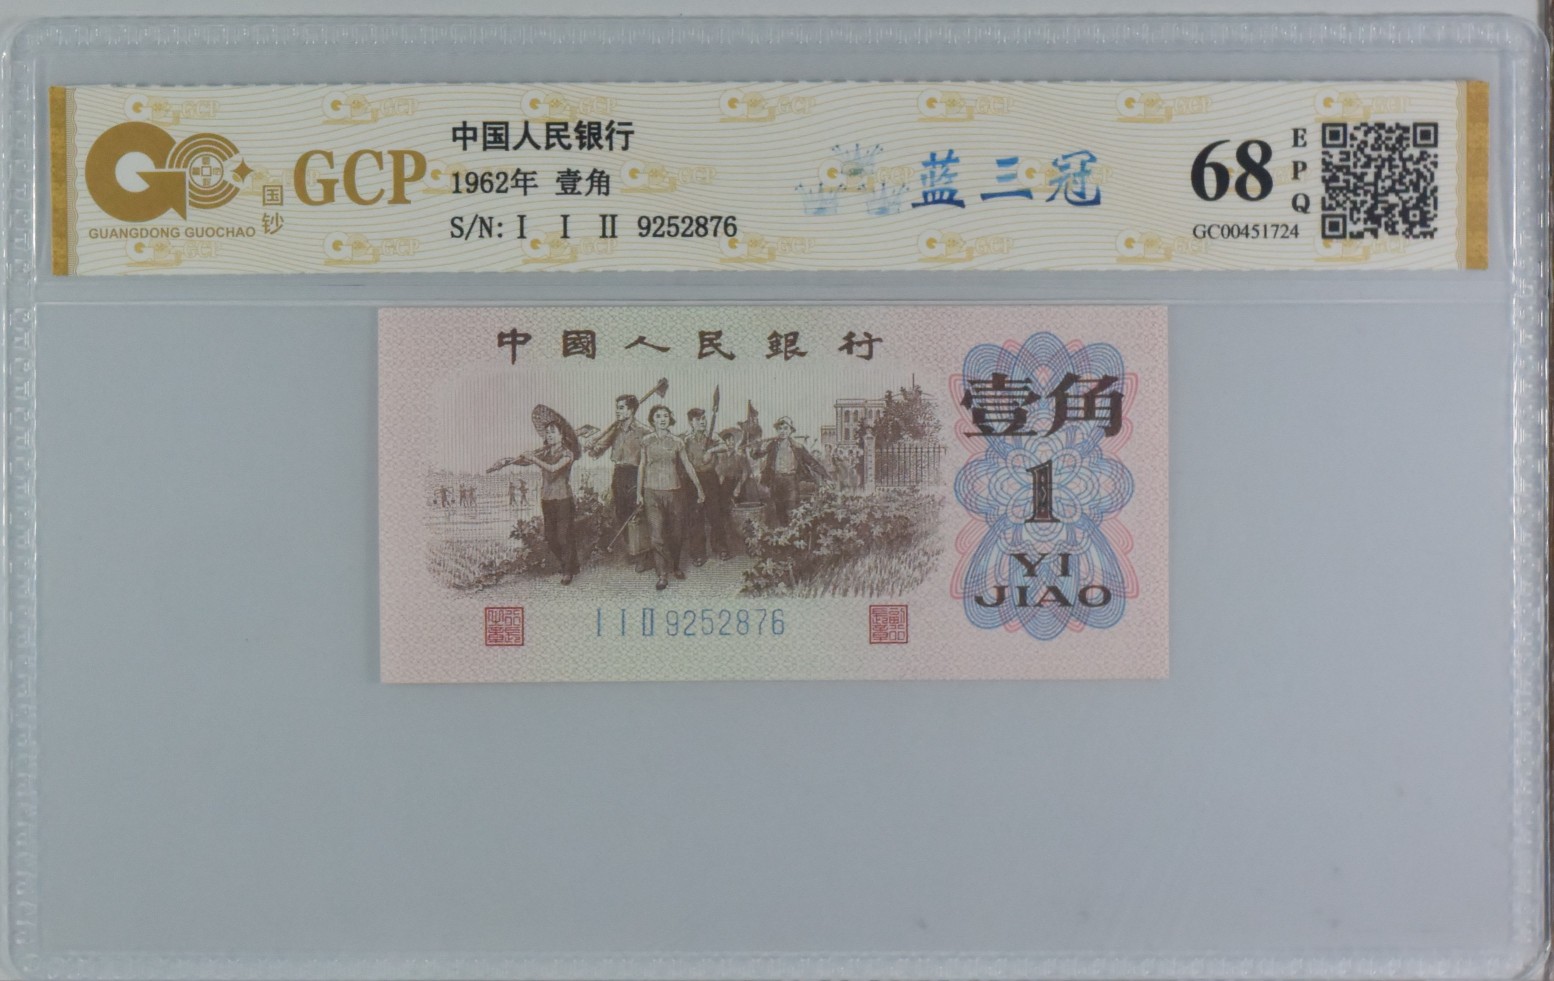 GCP
国钞
GUANGDONG GUOCHAO
中国人民银行
1962年 壹角
S/N: I I II 9252876
蓝三冠
68
EPQ
GC00451724
中國人民銀行
壹角
1
YI
JIAO
I I II 9252876